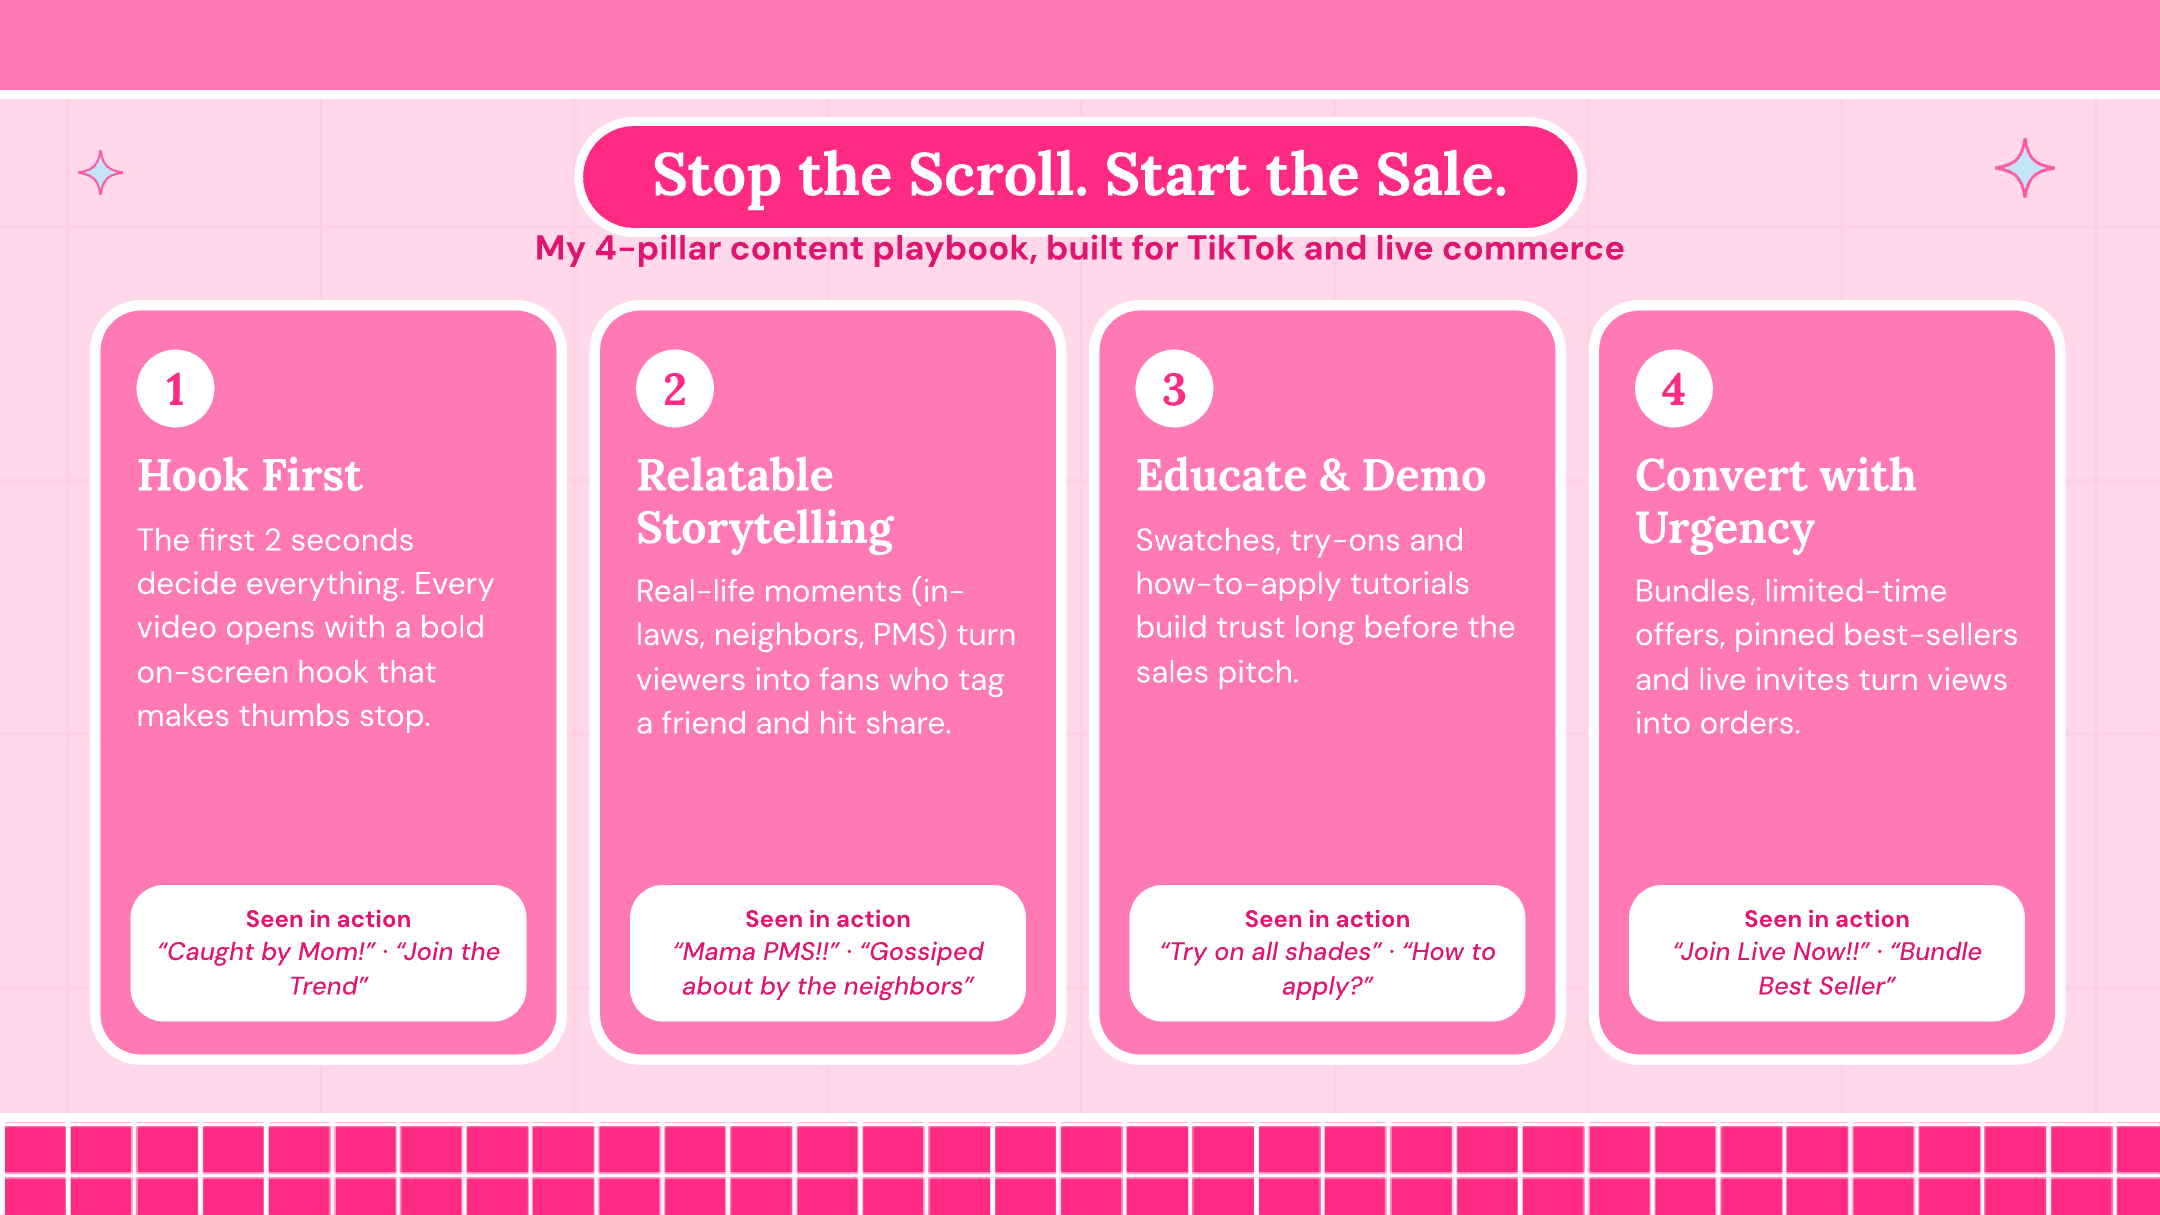 Stop the Scroll. Start the Sale.
My 4-pillar content playbook, built for TikTok and live commerce
1
Hook First
The first 2 seconds
decide everything. Every
video opens with a bold
on-screen hook that
makes thumbs stop.
Seen in action
“Caught by Mom!” · “Join the
Trend”
2
Relatable
Storytelling
Real-life moments (in-
laws, neighbors, PMS) turn
viewers into fans who tag
a friend and hit share.
Seen in action
“Mama PMS!!” · “Gossiped
about by the neighbors”
3
Educate & Demo
Swatches, try-ons and
how-to-apply tutorials
build trust long before the
sales pitch.
Seen in action
“Try on all shades” · “How to
apply?”
4
Convert with
Urgency
Bundles, limited-time
offers, pinned best-sellers
and live invites turn views
into orders.
Seen in action
“Join Live Now!!” · “Bundle
Best Seller”